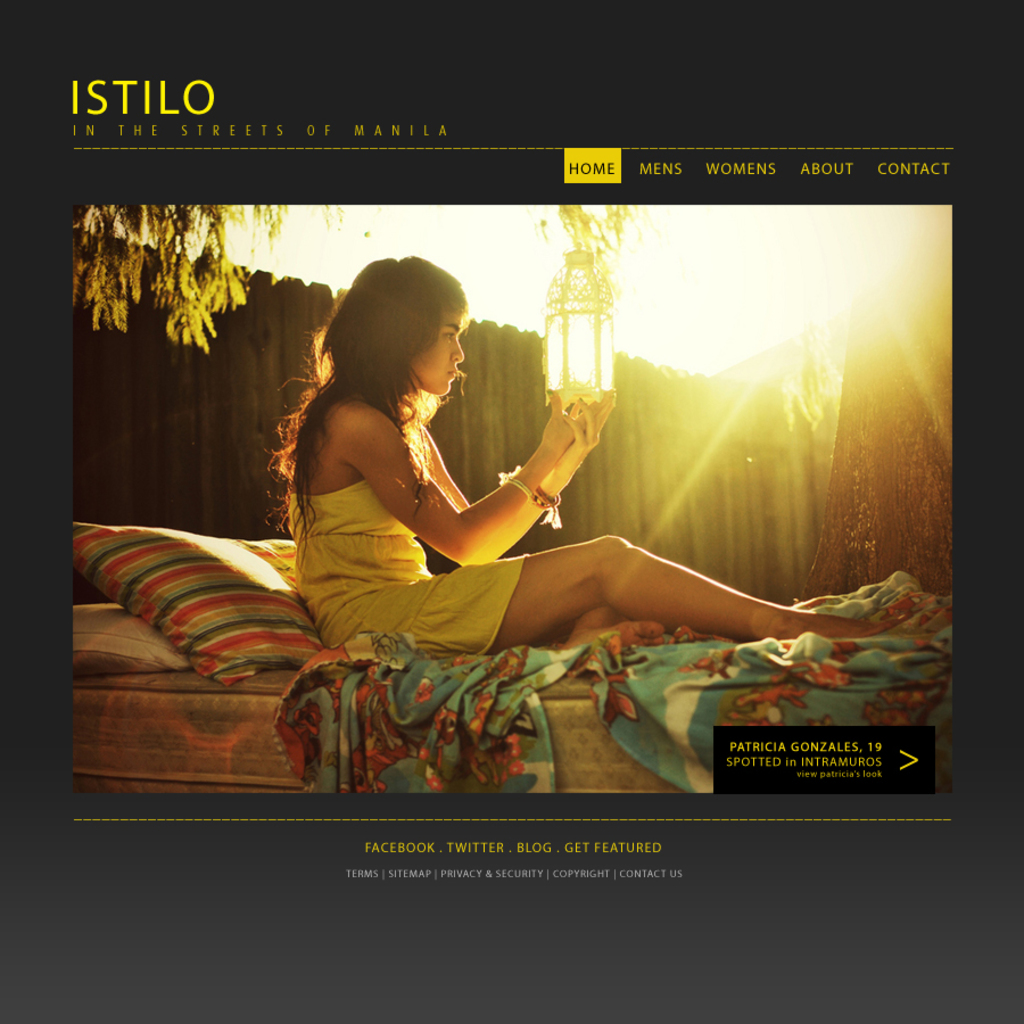 ISTILO
IN THE STREETS OF MANILA
HOME MENS WOMENS ABOUT CONTACT
PATRICIA GONZALES, 19
SPOTTED in INTRAMUROS
view patricia's look
>
FACEBOOK . TWITTER . BLOG . GET FEATURED
TERMS | SITEMAP | PRIVACY & SECURITY | COPYRIGHT | CONTACT US